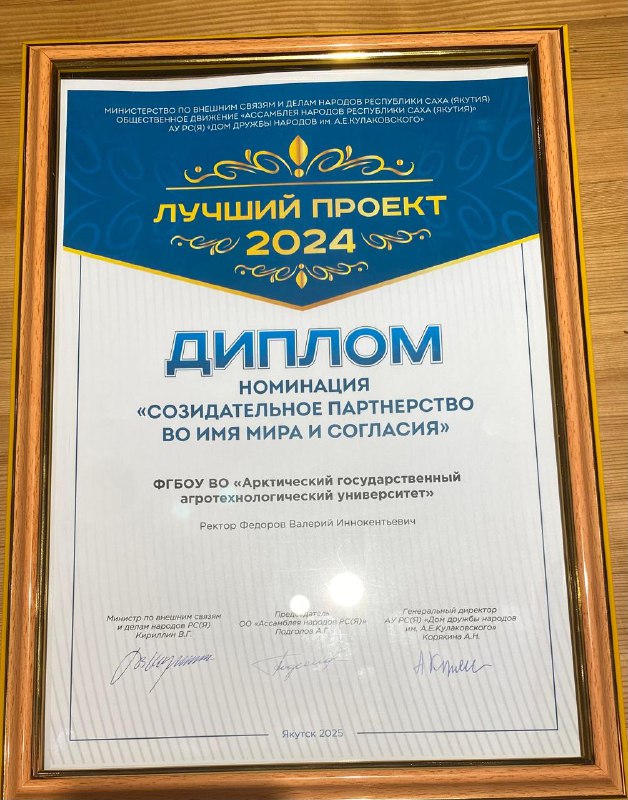 МИНИСТЕРСТВО ПО ВНЕШНИМ СВЯЗЯМ И ДЕЛАМ НАРОДОВ РЕСПУБЛИКИ САХА (ЯКУТИЯ)
ОБЩЕСТВЕННОЕ ДВИЖЕНИЕ «АССАМБЛЕЯ НАРОДОВ РЕСПУБЛИКИ САХА (ЯКУТИЯ)»
АУ РС(Я) «ДОМ ДРУЖБЫ НАРОДОВ ИМ. А.Е.КУЛАКОВСКОГО»
ЛУЧШИЙ ПРОЕКТ
2024
ДИПЛОМ
НОМИНАЦИЯ
«СОЗИДАТЕЛЬНОЕ ПАРТНЕРСТВО
ВО ИМЯ МИРА И СОГЛАСИЯ»
ФГБОУ ВО «Арктический государственный
агротехнологический университет»
Ректор Федоров Валерий Иннокентьевич
Министр по внешним связям
и делам народов РС(Я)
Кириллин В.Г.
Председатель
ОО «Ассамблея народов РС(Я)»
Подголов А.Г.
Генеральный директор
АУ РС(Я) «Дом дружбы народов
им. А.Е.Кулаковского»
Корякина А.Н.
Якутск 2025